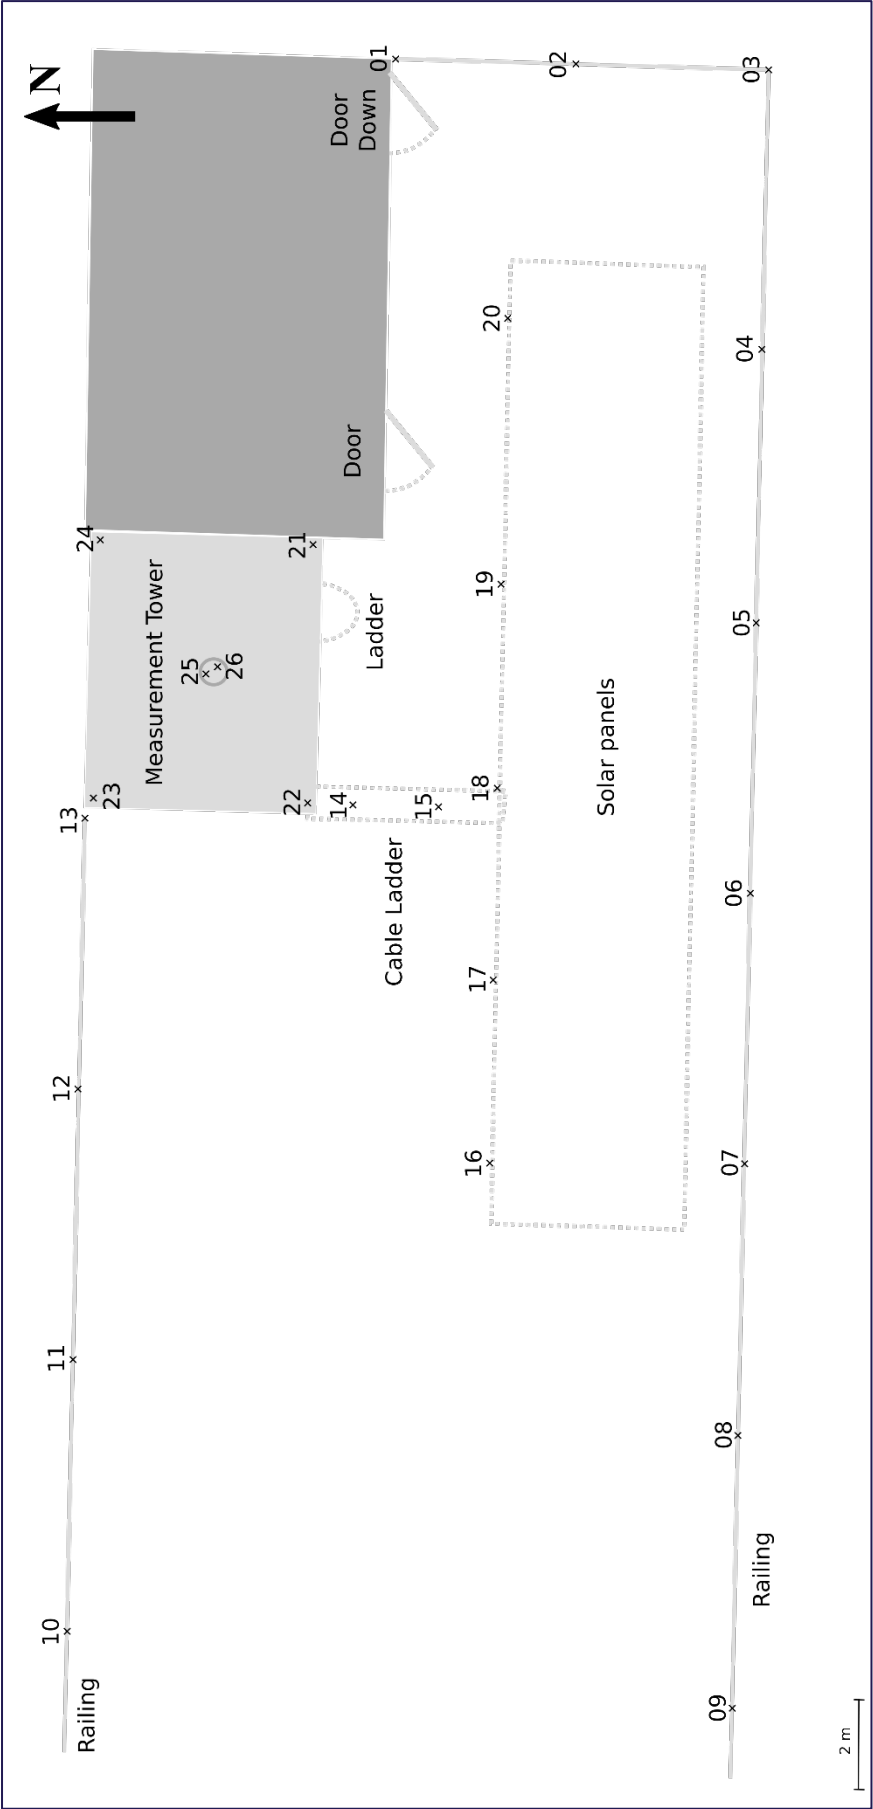 N
10
11
12
13
24
Railing
23
Measurement Tower
25
26
22
21
14
Door
Door
Down
01
Ladder
Cable Ladder
15
16
17
18
19
20
02
Solar panels
09
08
07
06
05
04
03
Railing
2 m